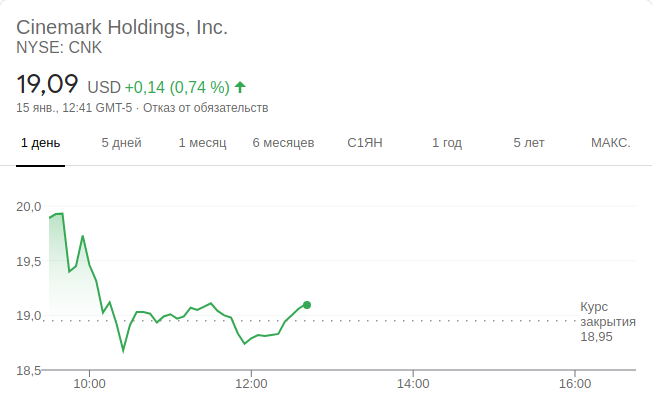 Cinemark Holdings, Inc.
NYSE: CNK
19,09 USD +0,14 (0,74 %)
15 янв., 12:41 GMT-5 · Отказ от обязательств
1 день 5 дней 1 месяц 6 месяцев С1ЯН 1 год 5 лет МАКС.
20,0
19,5
19,0
18,5
Курс
закрытия
18,95
10:00 12:00 14:00 16:00